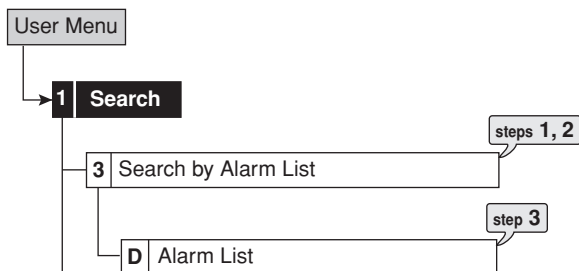 User Menu
1 Search
steps 1, 2
3 Search by Alarm List
step 3
D Alarm List